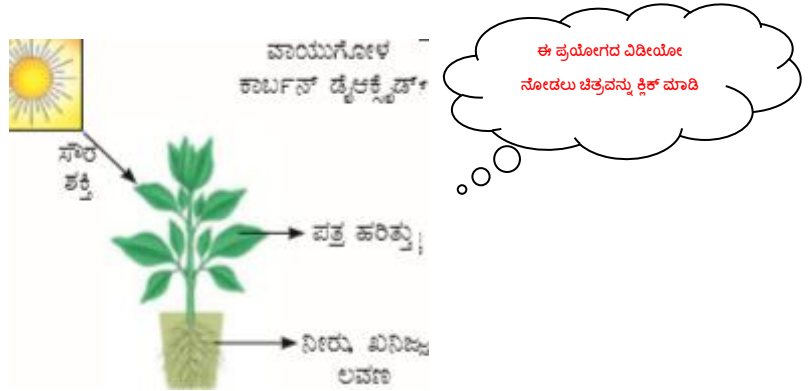 ವಾಯುಗೋಳ
ಕಾರ್ಬನ್ ಡೈಆಕ್ಸೈಡ್
ಈ ಪ್ರಯೋಗದ ವಿಡೀಯೋ
ನೋಡಲು ಚಿತ್ರವನ್ನು ಕ್ಲಿಕ್ ಮಾಡಿ
ಸೌರ
ಶಕ್ತಿ
ಪತ್ರ ಹರಿತ್ತು
ನೀರು, ಖನಿಜ
ಲವಣ